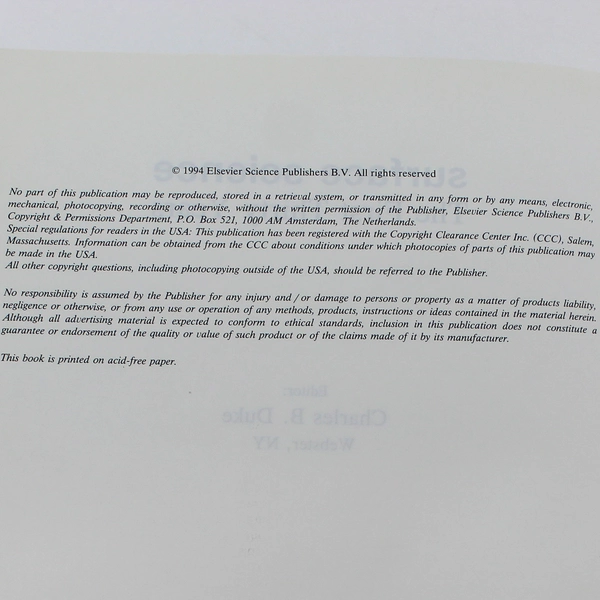 © 1994 Elsevier Science Publishers B.V. All rights reserved
No part of this publication may be reproduced, stored in a retrieval system, or transmitted in any form or by any means, electronic,
mechanical, photocopying, recording or otherwise, without the written permission of the Publisher, Elsevier Science Publishers B.V.,
Copyright & Permissions Department, P.O. Box 521, 1000 AM Amsterdam, The Netherlands.
Special regulations for readers in the USA: This publication has been registered with the Copyright Clearance Center Inc. (CCC), Salem,
Massachusetts. Information can be obtained from the CCC about conditions under which photocopies of parts of this publication may
be made in the USA.
All other copyright questions, including photocopying outside of the USA, should be referred to the Publisher.
No responsibility is assumed by the Publisher for any injury and/or damage to persons or property as a matter of products liability,
negligence or otherwise, or from any use or operation of any methods, products, instructions or ideas contained in the material herein.
Although all advertising material is expected to conform to ethical standards, inclusion in this publication does not constitute a
guarantee or endorsement of the quality or value of such product or of the claims made of it by its manufacturer.
This book is printed on acid-free paper.
Editor:
Charles B. Duke
Webster, NY